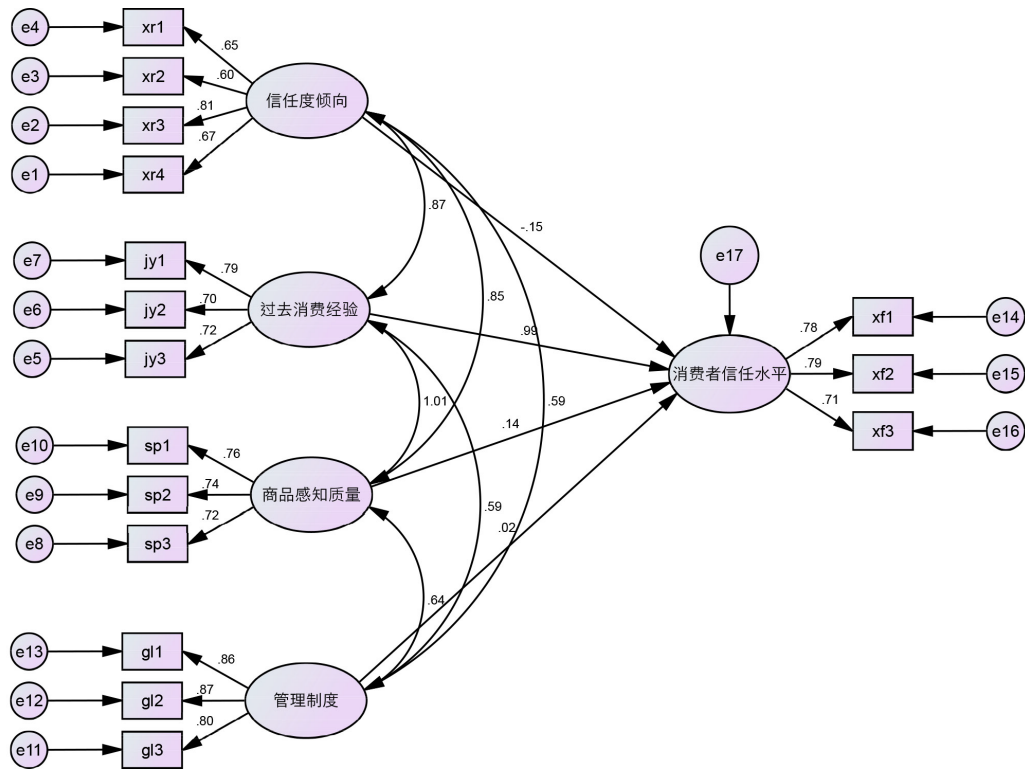 e4
xr1
.65
e3
xr2
.60
信任度倾向
e2
xr3
.81
e1
xr4
.67
.87
-.15
e7
jy1
.79
e6
jy2
.70
过去消费经验
e5
jy3
.72
.85
.99
e17
消费者信任水平
.78
xf1
e14
.79
xf2
e15
.71
xf3
e16
1.01
.59
.14
e10
sp1
.76
e9
sp2
.74
商品感知质量
e8
sp3
.72
.59
.02
.64
e13
gl1
.86
e12
gl2
.87
管理制度
e11
gl3
.80